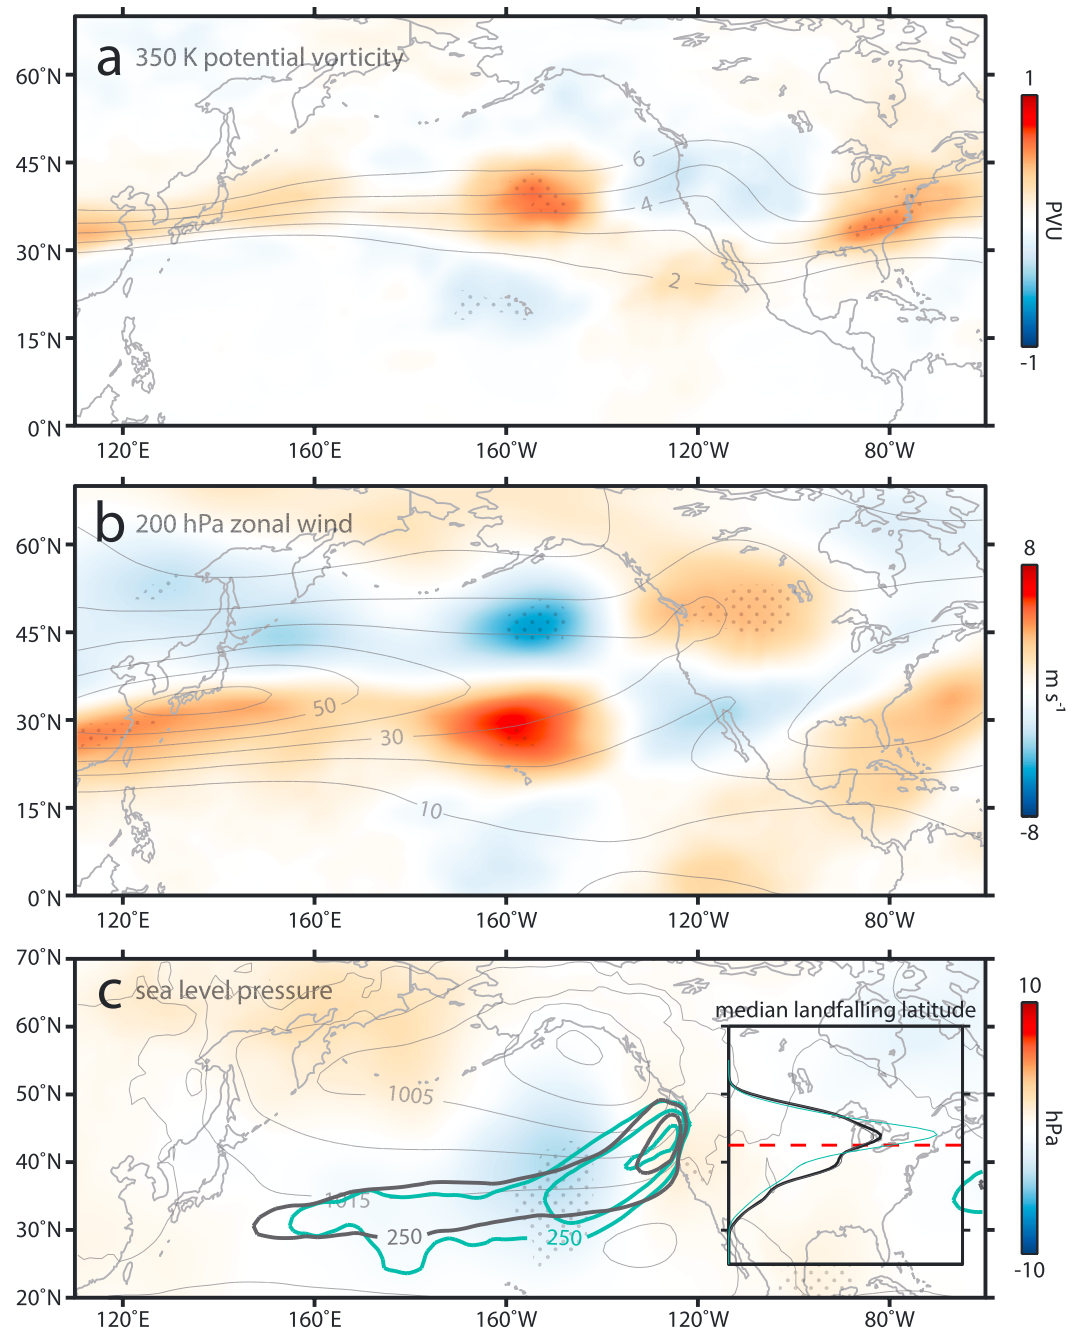 a 350 K potential vorticity
60°N
45°N
30°N
15°N
0°N
6
4
2
120°E 160°E 160°W 120°W 80°W
1
PVU
-1
b 200 hPa zonal wind
60°N
45°N
30°N
15°N
0°N
50
30
10
120°E 160°E 160°W 120°W 80°W
8
m s-1
-8
c sea level pressure
70°N
60°N
50°N
40°N
30°N
20°N
median landfalling latitude
1005
1015
250
250
120°E 160°E 160°W 120°W 80°W
10
hPa
-10